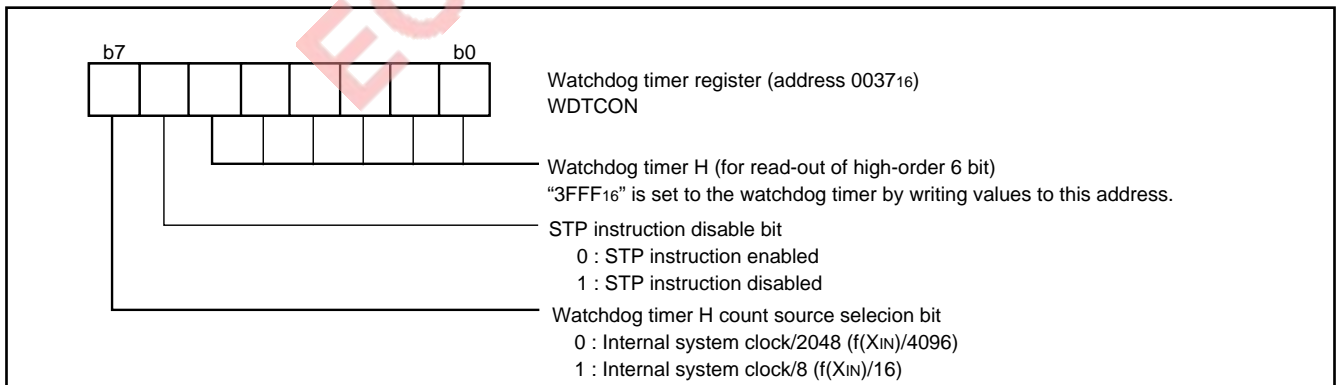 b7 b0
Watchdog timer register (address 003716)
WDTCON
Watchdog timer H (for read-out of high-order 6 bit)
“3FFF16” is set to the watchdog timer by writing values to this address.
STP instruction disable bit
0 : STP instruction enabled
1 : STP instruction disabled
Watchdog timer H count source selecion bit
0 : Internal system clock/2048 (f(XIN)/4096)
1 : Internal system clock/8 (f(XIN)/16)